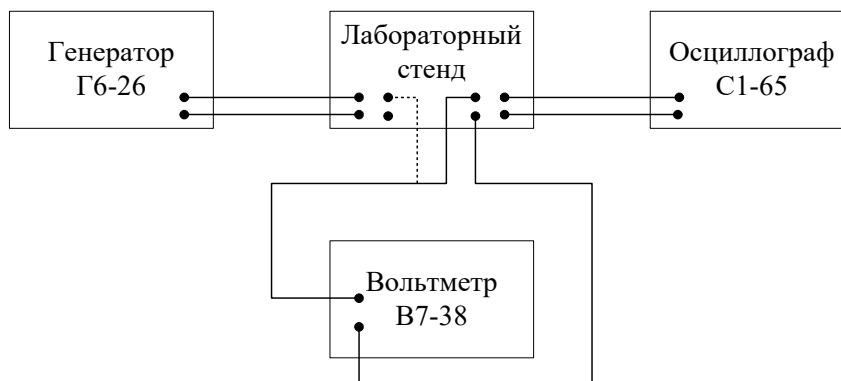 Генератор
Г6-26
Лабораторный
стенд
Осциллограф
С1-65
Вольтметр
В7-38